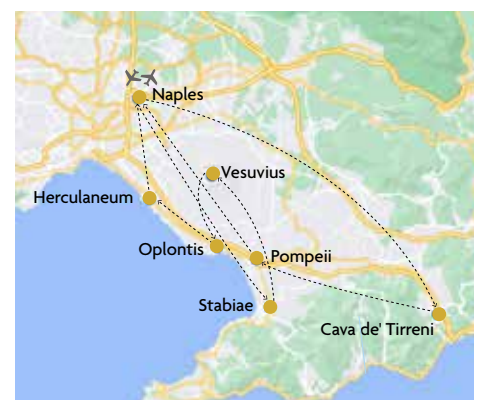 Naples
Vesuvius
Herculaneum
Oplontis
Pompeii
Stabiae
Cava de' Tirreni